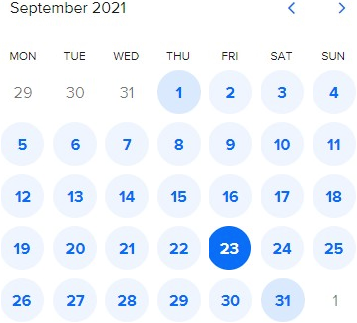 September 2021
MON TUE WED THU FRI SAT SUN
29 30 31 1 2 3 4
5 6 7 8 9 10 11
12 13 14 15 16 17 18
19 20 21 22 23 24 25
26 27 28 29 30 31 1